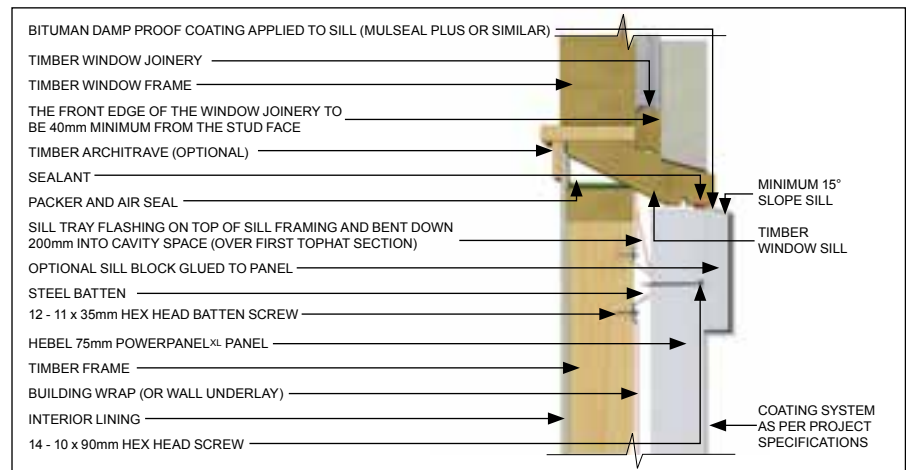 BITUMAN DAMP PROOF COATING APPLIED TO SILL (MULSEAL PLUS OR SIMILAR)
TIMBER WINDOW JOINERY
TIMBER WINDOW FRAME
THE FRONT EDGE OF THE WINDOW JOINERY TO
BE 40mm MINIMUM FROM THE STUD FACE
TIMBER ARCHITRAVE (OPTIONAL)
SEALANT
PACKER AND AIR SEAL
SILL TRAY FLASHING ON TOP OF SILL FRAMING AND BENT DOWN
200mm INTO CAVITY SPACE (OVER FIRST TOPHAT SECTION)
OPTIONAL SILL BLOCK GLUED TO PANEL
STEEL BATTEN
12 - 11 x 35mm HEX HEAD BATTEN SCREW
HEBEL 75mm POWERPANELXL PANEL
TIMBER FRAME
BUILDING WRAP (OR WALL UNDERLAY)
INTERIOR LINING
14 - 10 x 90mm HEX HEAD SCREW
MINIMUM 15°
SLOPE SILL
TIMBER
WINDOW SILL
COATING SYSTEM
AS PER PROJECT
SPECIFICATIONS